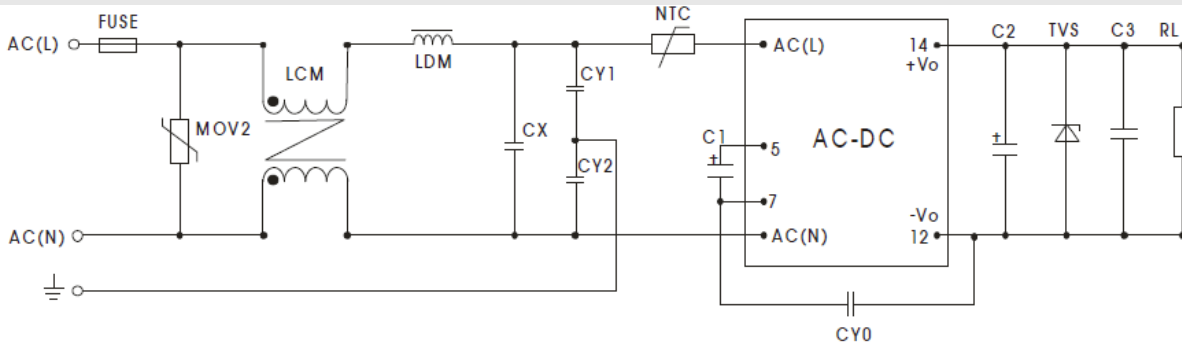 FUSE
NTC
AC(L)
LCM
LDM
MOV2
CX
CY1
CY2
AC(N)
C1
+
AC(L)
5
7
AC(N)
AC-DC
14
+Vo
-Vo
12
C2
+
TVS
C3
RL
CY0